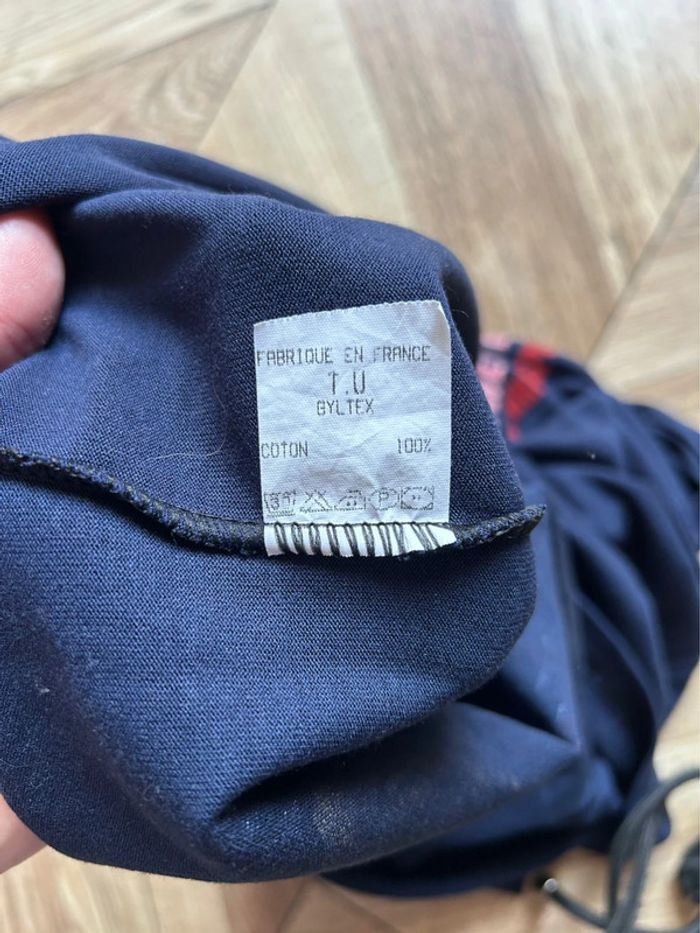 FABRIQUE EN FRANCE
T.U
GYLTEX
COTON 100%